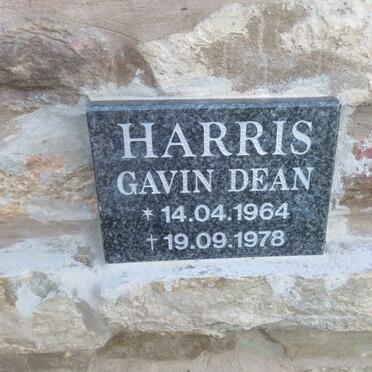 HARRIS
GAVIN DEAN
* 14.04.1964
† 19.09.1978